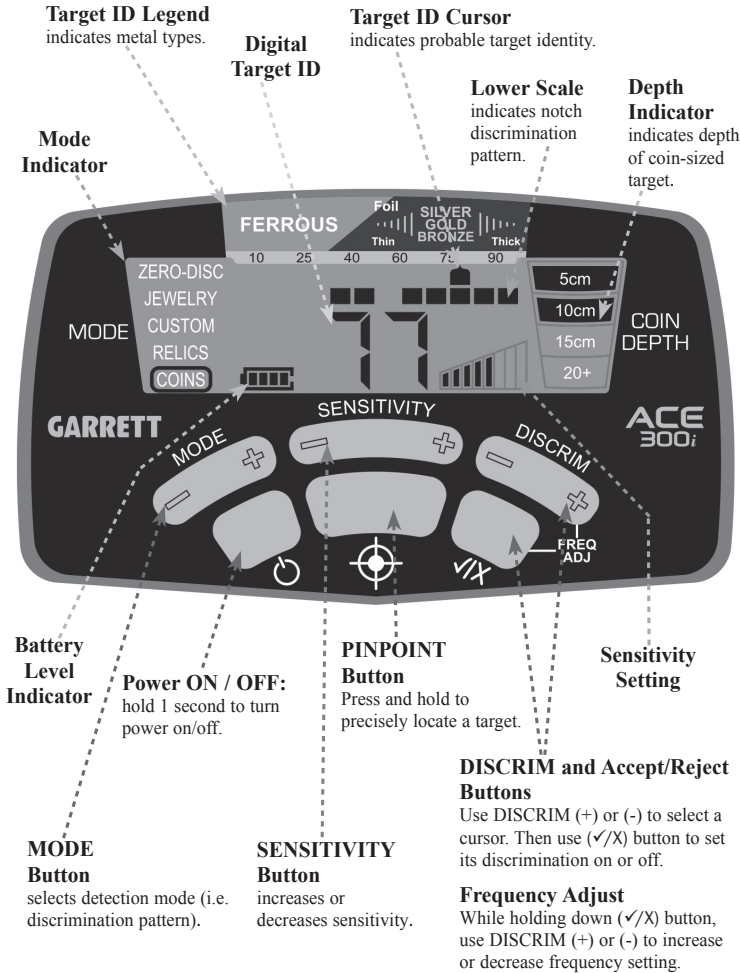 Target ID Legend
indicates metal types.
Digital
Target ID
Target ID Cursor
indicates probable target identity.
Lower Scale
indicates notch
discrimination
pattern.
Depth
Indicator
indicates depth
of coin-sized
target.
Mode
Indicator
FERROUS
Foil
SILVER
GOLD
BRONZE
Thin
Thick
10 25 40 60 75 90
ZERO-DISC
JEWELRY
CUSTOM
RELICS
COINS
MODE
77
5cm
10cm
15cm
20+
COIN
DEPTH
GARRETT
ACE
300i
MODE
SENSITIVITY
DISCRIM
FREQ
ADJ
✓/X
Battery
Level
Indicator
Power ON / OFF:
hold 1 second to turn
power on/off.
PINPOINT
Button
Press and hold to
precisely locate a target.
Sensitivity
Setting
MODE
Button
selects detection mode (i.e.
discrimination pattern).
SENSITIVITY
Button
increases or
decreases sensitivity.
DISCRIM and Accept/Reject
Buttons
Use DISCRIM (+) or (-) to select a
cursor. Then use (✓/X) button to set
its discrimination on or off.
Frequency Adjust
While holding down (✓/X) button,
use DISCRIM (+) or (-) to increase
or decrease frequency setting.